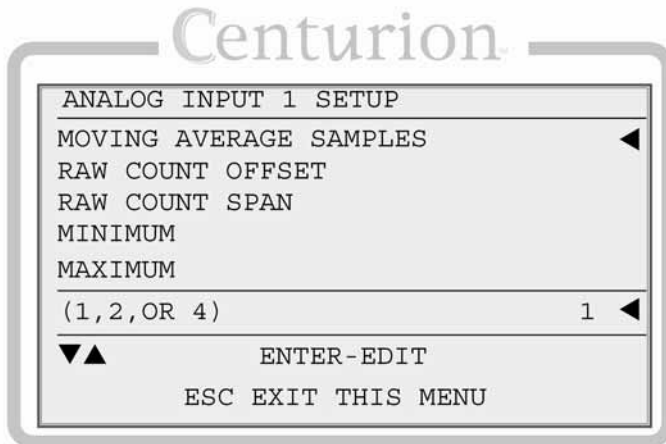 Centurion™
ANALOG INPUT 1 SETUP
MOVING AVERAGE SAMPLES ◀
RAW COUNT OFFSET
RAW COUNT SPAN
MINIMUM
MAXIMUM
(1,2,OR 4) 1 ◀
▼▲ ENTER-EDIT
ESC EXIT THIS MENU